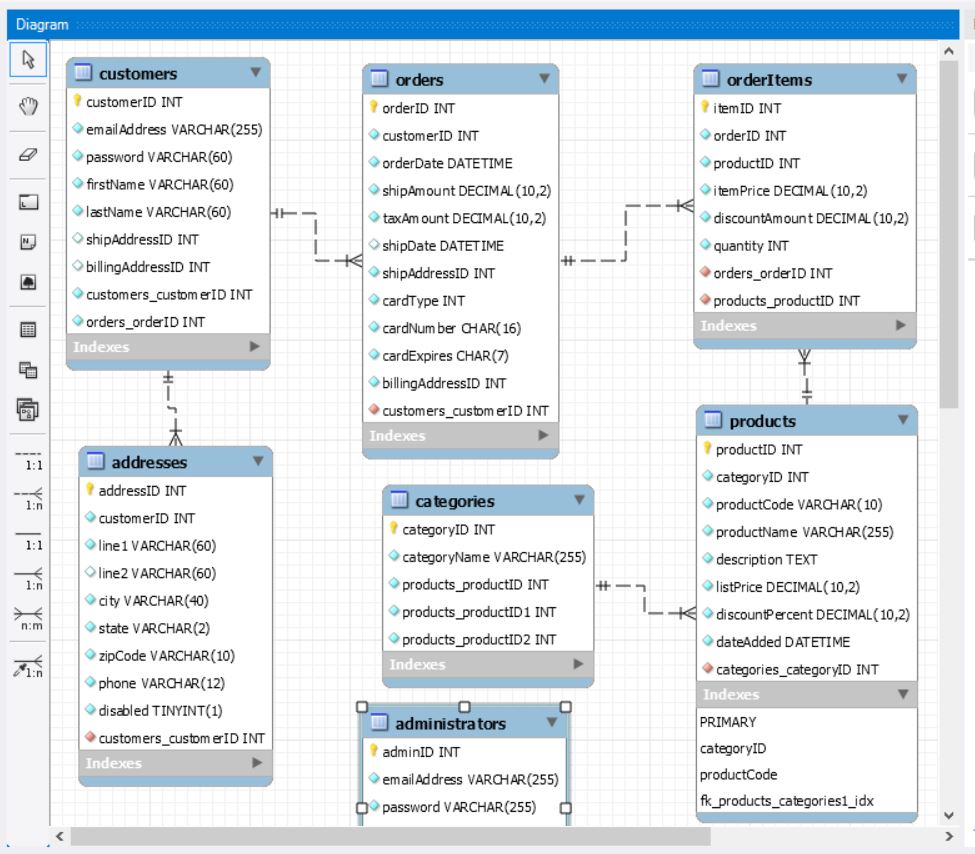 Diagram
customers
customerID INT
emailAddress VARCHAR(255)
password VARCHAR(60)
firstName VARCHAR(60)
lastName VARCHAR(60)
shipAddressID INT
billingAddressID INT
customers_customerID INT
orders_orderID INT
Indexes
orders
orderID INT
customerID INT
orderDate DATETIME
shipAmount DECIMAL(10,2)
taxAmount DECIMAL(10,2)
shipDate DATETIME
shipAddressID INT
cardType INT
cardNumber CHAR(16)
cardExpires CHAR(7)
billingAddressID INT
customers_customerID INT
Indexes
orderItems
itemID INT
orderID INT
productID INT
itemPrice DECIMAL(10,2)
discountAmount DECIMAL(10,2)
quantity INT
orders_orderID INT
products_productID INT
Indexes
addresses
addressID INT
customerID INT
line1 VARCHAR(60)
line2 VARCHAR(60)
city VARCHAR(40)
state VARCHAR(2)
zipCode VARCHAR(10)
phone VARCHAR(12)
disabled TINYINT(1)
customers_customerID INT
Indexes
categories
categoryID INT
categoryName VARCHAR(255)
products_productID INT
products_productID1 INT
products_productID2 INT
Indexes
products
productID INT
categoryID INT
productCode VARCHAR(10)
productName VARCHAR(255)
description TEXT
listPrice DECIMAL(10,2)
discountPercent DECIMAL(10,2)
dateAdded DATETIME
categories_categoryID INT
Indexes
PRIMARY
categoryID
productCode
fk_products_categories1_idx
administrators
adminID INT
emailAddress VARCHAR(255)
password VARCHAR(255)
1:1
1:n
1:1
1:n
n:m
1:n